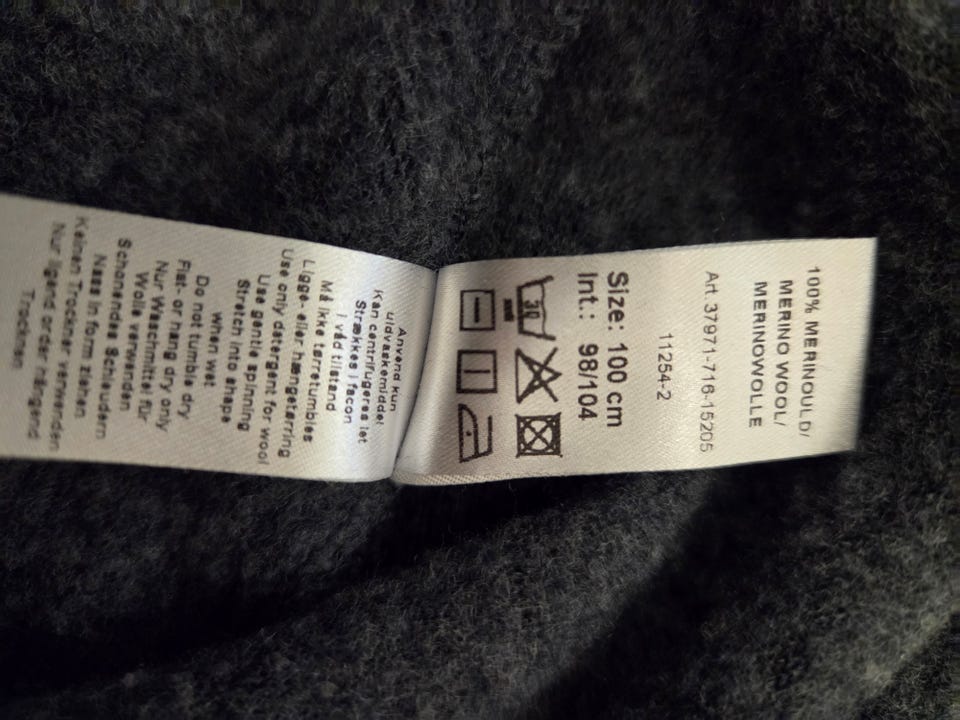 100% MERINOULD/
MERINO WOOL/
MERINOWOLLE
Art. 37971-716-15205
11254-2
Size: 100 cm
Int.: 98/104
30
Anvend kun
uldvaskemiddel
Kan centrifugeres let
Strækkes i facon
i våd tilstand
Må ikke tørretumbles
Ligge- eller hængetørring
Use only detergent for wool
Use gentle spinning
Stretch into shape
when wet
Do not tumble dry
Flat- or hang dry only
Nur Waschmittel für
Wolle verwenden
Schonendes Schleudern
Nass in form ziehen
Keinen Trockner verwenden
Nur ligend order hängend
Trocknen